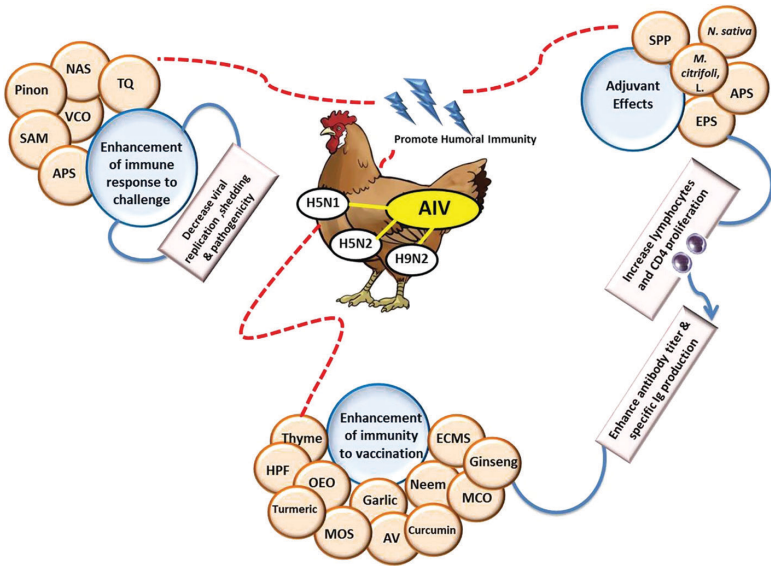 NAS
TQ
Pinon
VCO
SAM
APS
Enhancement
of immune
response to
challenge
Decrease viral
replication ,shedding
& pathogenicity
Promote Humoral Immunity
AIV
H5N1
H5N2
H9N2
SPP
N. sativa
M.
citrifoli,
L.
APS
EPS
Adjuvant
Effects
Increase lymphocytes
and CD4 proliferation
Enhance antibody titer &
specific Ig production
Enhancement
of immunity
to vaccination
Thyme
HPF
OEO
Turmeric
MOS
Garlic
AV
Curcumin
Neem
MCO
ECMS
Ginseng